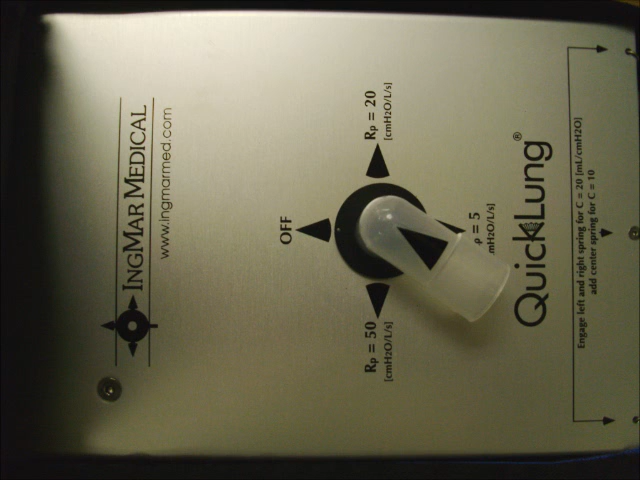 INGMAR MEDICAL
www.ingmarmed.com
OFF
Rp = 20
[cmH2O/L/s]
Rp = 50
[cmH2O/L/s]
p = 5
mH2O/L/s]
QuickLung®
Engage left and right spring for C = 20 [mL/cmH2O]
add center spring for C = 10